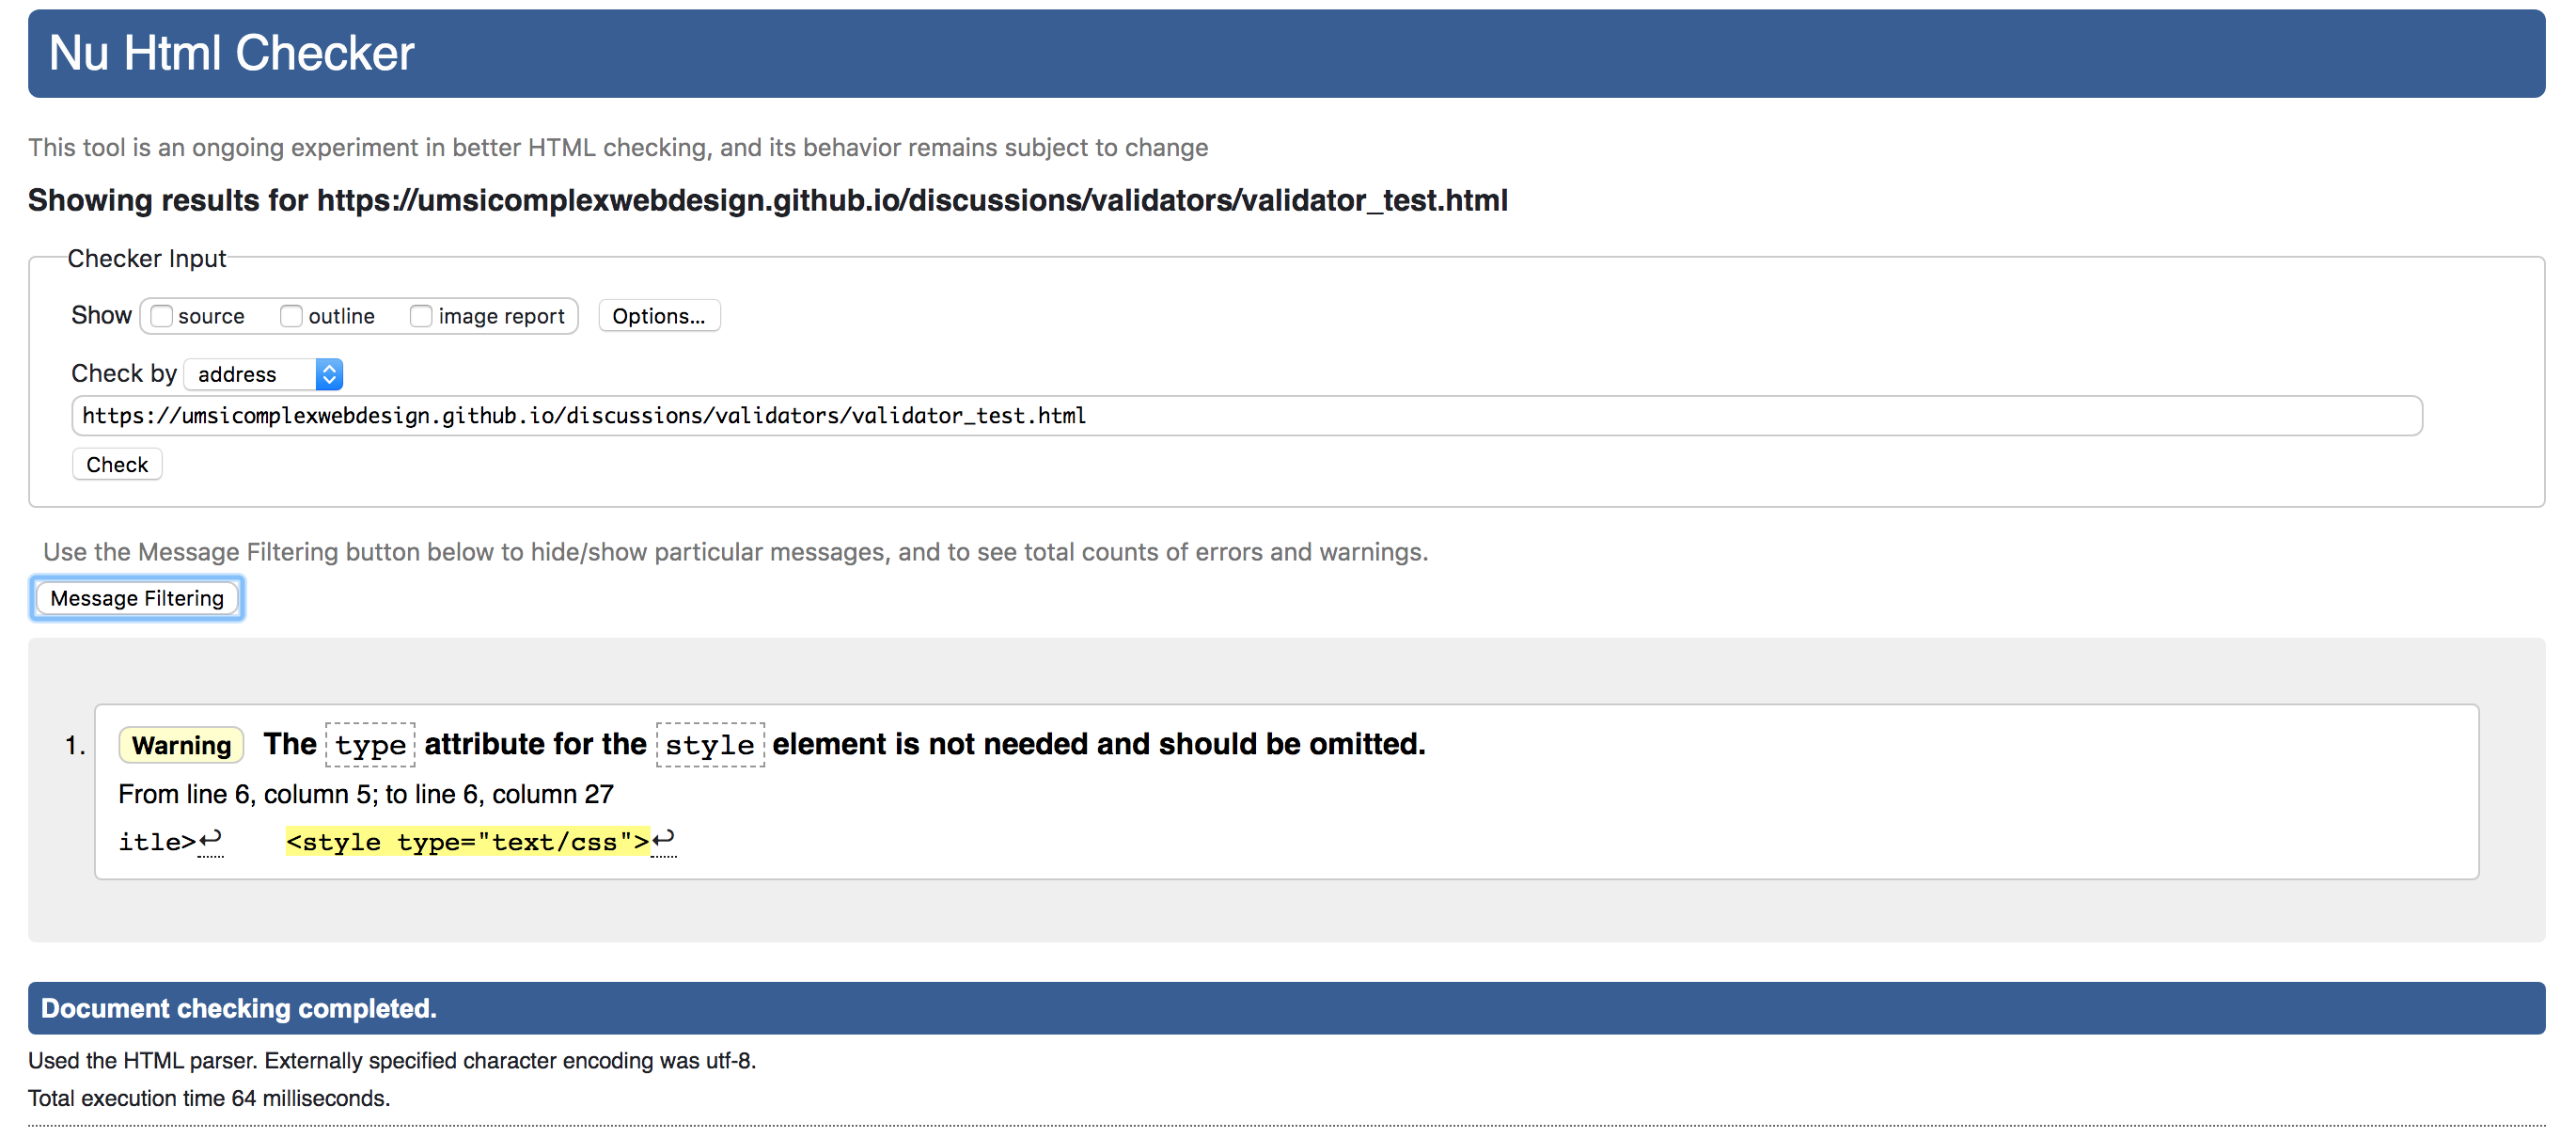 Nu Html Checker
This tool is an ongoing experiment in better HTML checking, and its behavior remains subject to change
Showing results for https://umsicomplexwebdesign.github.io/discussions/validators/validator_test.html
Checker Input
Show source outline image report Options...
Check by address
https://umsicomplexwebdesign.github.io/discussions/validators/validator_test.html
Check
Use the Message Filtering button below to hide/show particular messages, and to see total counts of errors and warnings.
Message Filtering
1. Warning The type attribute for the style element is not needed and should be omitted.
From line 6, column 5; to line 6, column 27
itle>↩ <style type="text/css">↩
Document checking completed.
Used the HTML parser. Externally specified character encoding was utf-8.
Total execution time 64 milliseconds.